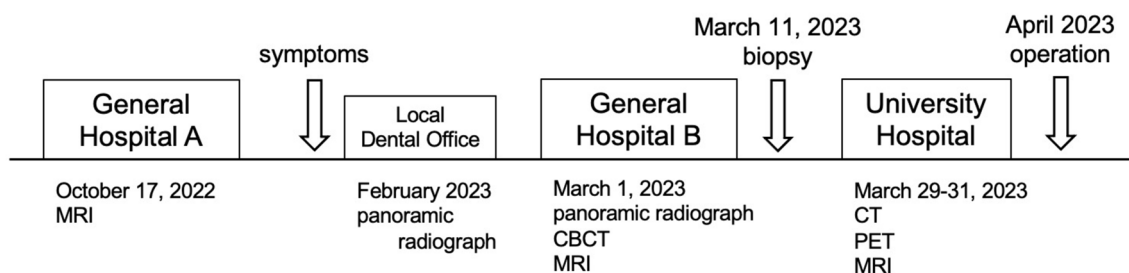 symptoms
March 11, 2023
biopsy
April 2023
operation
General
Hospital A
Local
Dental Office
General
Hospital B
University
Hospital
October 17, 2022
MRI
February 2023
panoramic
radiograph
March 1, 2023
panoramic radiograph
CBCT
MRI
March 29-31, 2023
CT
PET
MRI